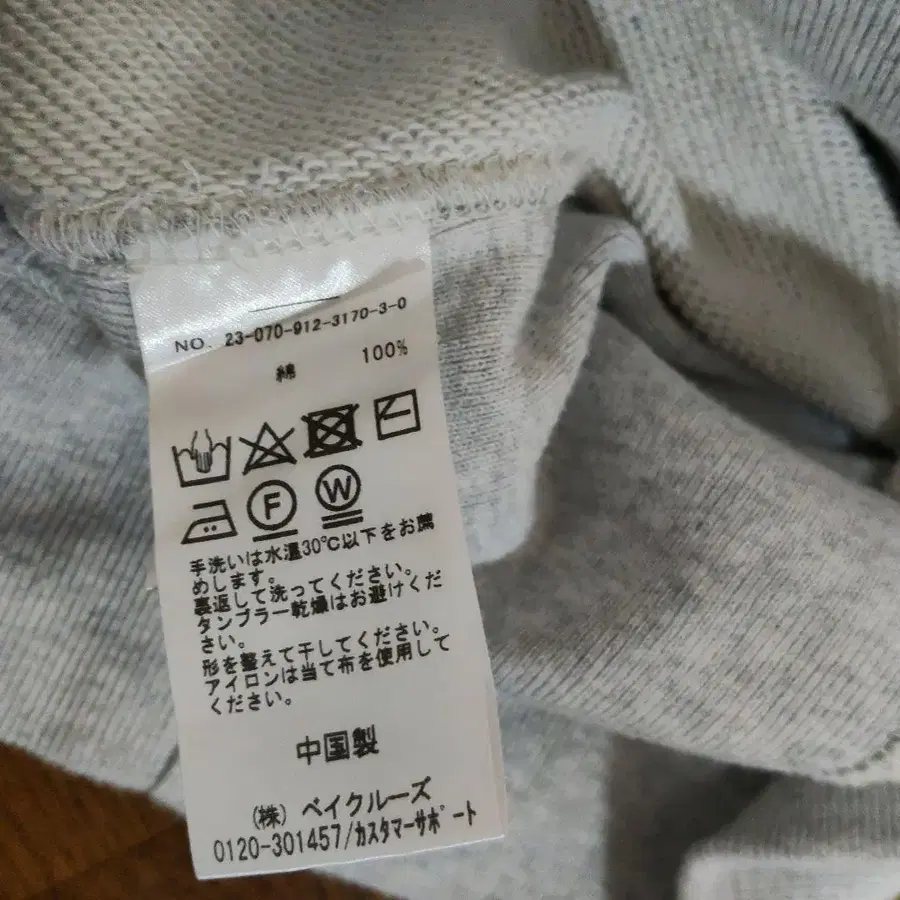 NO. 23-070-912-3170-3-0
綿 100%
F W
手洗いは水温30℃以下をお薦
めします。
裏返して洗ってください。
タンブラー乾燥はお避けくだ
さい。
形を整えて干してください。
アイロンは当て布を使用して
ください。
中国製
(株) ベイクルーズ
0120-301457/カスタマーサポート